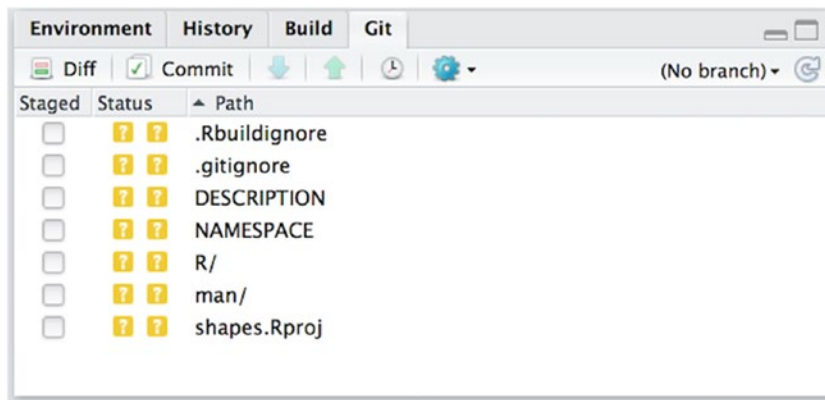 Environment History Build Git
Diff Commit (No branch)
Staged Status Path
? ? .Rbuildignore
? ? .gitignore
? ? DESCRIPTION
? ? NAMESPACE
? ? R/
? ? man/
? ? shapes.Rproj